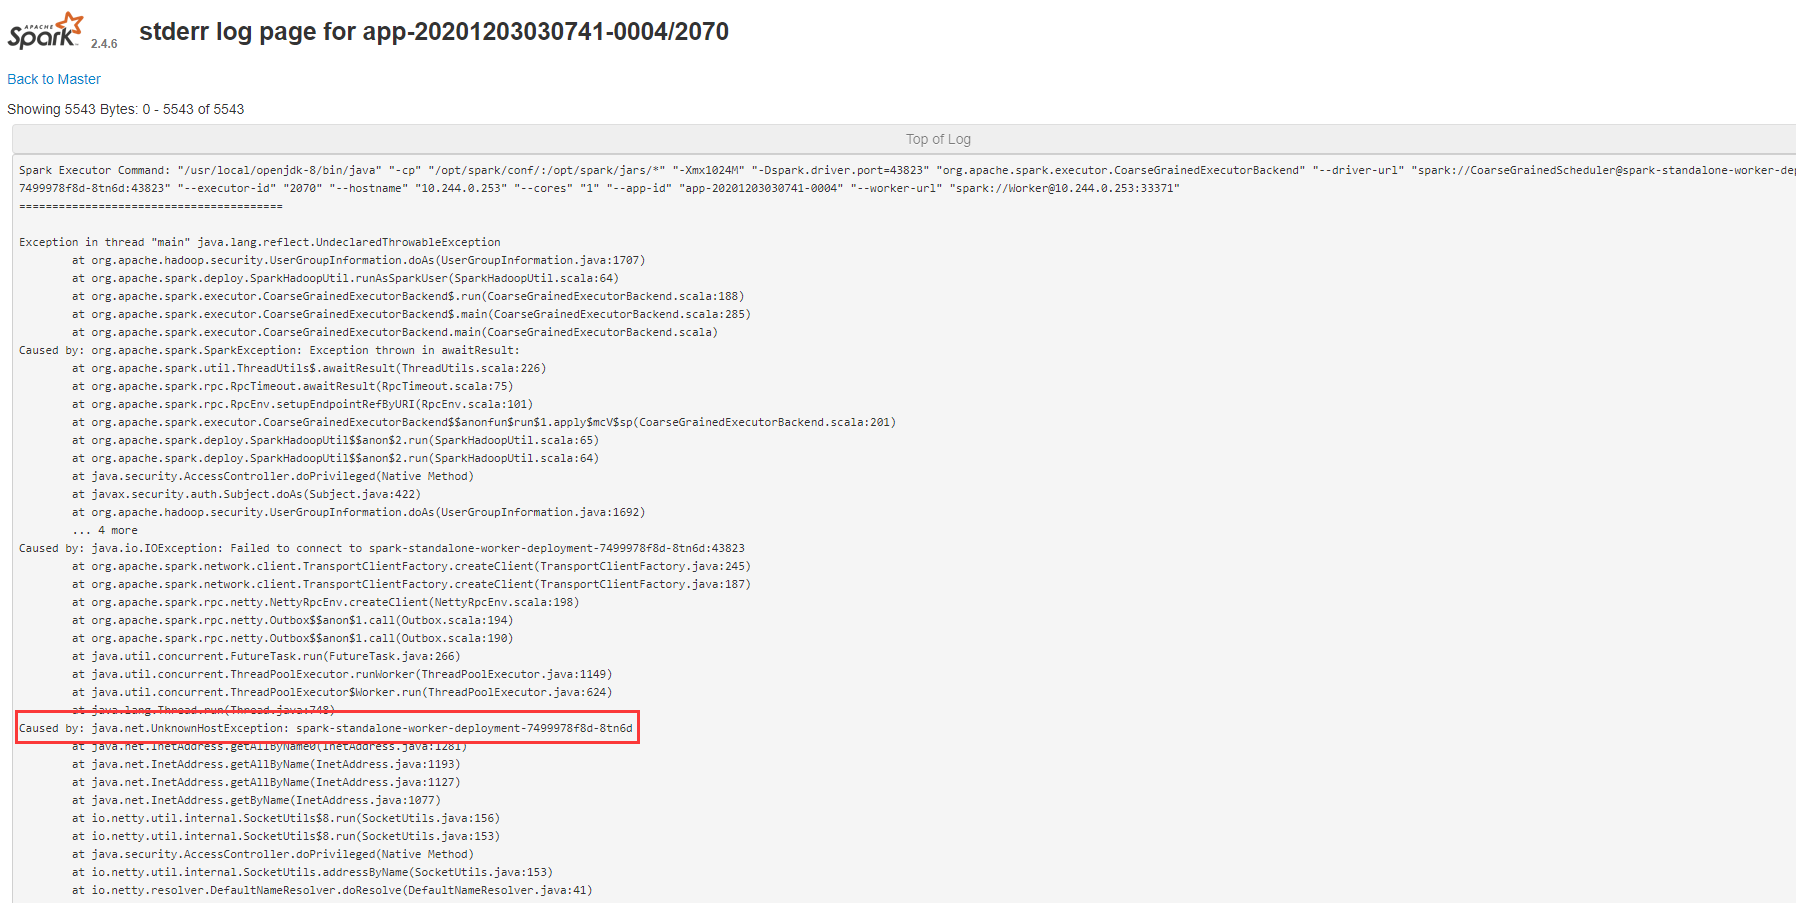 APACHE
Spark 2.4.6 stderr log page for app-20201203030741-0004/2070
Back to Master
Showing 5543 Bytes: 0 - 5543 of 5543
Top of Log
Spark Executor Command: "/usr/local/openjdk-8/bin/java" "-cp" "/opt/spark/conf/:/opt/spark/jars/*" "-Xmx1024M" "-Dspark.driver.port=43823" "org.apache.spark.executor.CoarseGrainedExecutorBackend" "--driver-url" "spark://CoarseGrainedScheduler@spark-standalone-worker-dep
7499978f8d-8tn6d:43823" "--executor-id" "2070" "--hostname" "10.244.0.253" "--cores" "1" "--app-id" "app-20201203030741-0004" "--worker-url" "spark://Worker@10.244.0.253:33371"
========================================
Exception in thread "main" java.lang.reflect.UndeclaredThrowableException
at org.apache.hadoop.security.UserGroupInformation.doAs(UserGroupInformation.java:1707)
at org.apache.spark.deploy.SparkHadoopUtil.runAsSparkUser(SparkHadoopUtil.scala:64)
at org.apache.spark.executor.CoarseGrainedExecutorBackend$.run(CoarseGrainedExecutorBackend.scala:188)
at org.apache.spark.executor.CoarseGrainedExecutorBackend$.main(CoarseGrainedExecutorBackend.scala:285)
at org.apache.spark.executor.CoarseGrainedExecutorBackend.main(CoarseGrainedExecutorBackend.scala)
Caused by: org.apache.spark.SparkException: Exception thrown in awaitResult:
at org.apache.spark.util.ThreadUtils$.awaitResult(ThreadUtils.scala:226)
at org.apache.spark.rpc.RpcTimeout.awaitResult(RpcTimeout.scala:75)
at org.apache.spark.rpc.RpcEnv.setupEndpointRefByURI(RpcEnv.scala:101)
at org.apache.spark.executor.CoarseGrainedExecutorBackend$$anonfun$run$1.apply$mcV$sp(CoarseGrainedExecutorBackend.scala:201)
at org.apache.spark.deploy.SparkHadoopUtil$$anon$2.run(SparkHadoopUtil.scala:65)
at org.apache.spark.deploy.SparkHadoopUtil$$anon$2.run(SparkHadoopUtil.scala:64)
at java.security.AccessController.doPrivileged(Native Method)
at javax.security.auth.Subject.doAs(Subject.java:422)
at org.apache.hadoop.security.UserGroupInformation.doAs(UserGroupInformation.java:1692)
... 4 more
Caused by: java.io.IOException: Failed to connect to spark-standalone-worker-deployment-7499978f8d-8tn6d:43823
at org.apache.spark.network.client.TransportClientFactory.createClient(TransportClientFactory.java:245)
at org.apache.spark.network.client.TransportClientFactory.createClient(TransportClientFactory.java:187)
at org.apache.spark.rpc.netty.NettyRpcEnv.createClient(NettyRpcEnv.scala:198)
at org.apache.spark.rpc.netty.Outbox$$anon$1.call(Outbox.scala:194)
at org.apache.spark.rpc.netty.Outbox$$anon$1.call(Outbox.scala:190)
at java.util.concurrent.FutureTask.run(FutureTask.java:266)
at java.util.concurrent.ThreadPoolExecutor.runWorker(ThreadPoolExecutor.java:1149)
at java.util.concurrent.ThreadPoolExecutor$Worker.run(ThreadPoolExecutor.java:624)
at java.lang.Thread.run(Thread.java:748)
Caused by: java.net.UnknownHostException: spark-standalone-worker-deployment-7499978f8d-8tn6d
at java.net.InetAddress.getAllByName0(InetAddress.java:1281)
at java.net.InetAddress.getAllByName(InetAddress.java:1193)
at java.net.InetAddress.getAllByName(InetAddress.java:1127)
at java.net.InetAddress.getByName(InetAddress.java:1077)
at io.netty.util.internal.SocketUtils$8.run(SocketUtils.java:156)
at io.netty.util.internal.SocketUtils$8.run(SocketUtils.java:153)
at java.security.AccessController.doPrivileged(Native Method)
at io.netty.util.internal.SocketUtils.addressByName(SocketUtils.java:153)
at io.netty.resolver.DefaultNameResolver.doResolve(DefaultNameResolver.java:41)